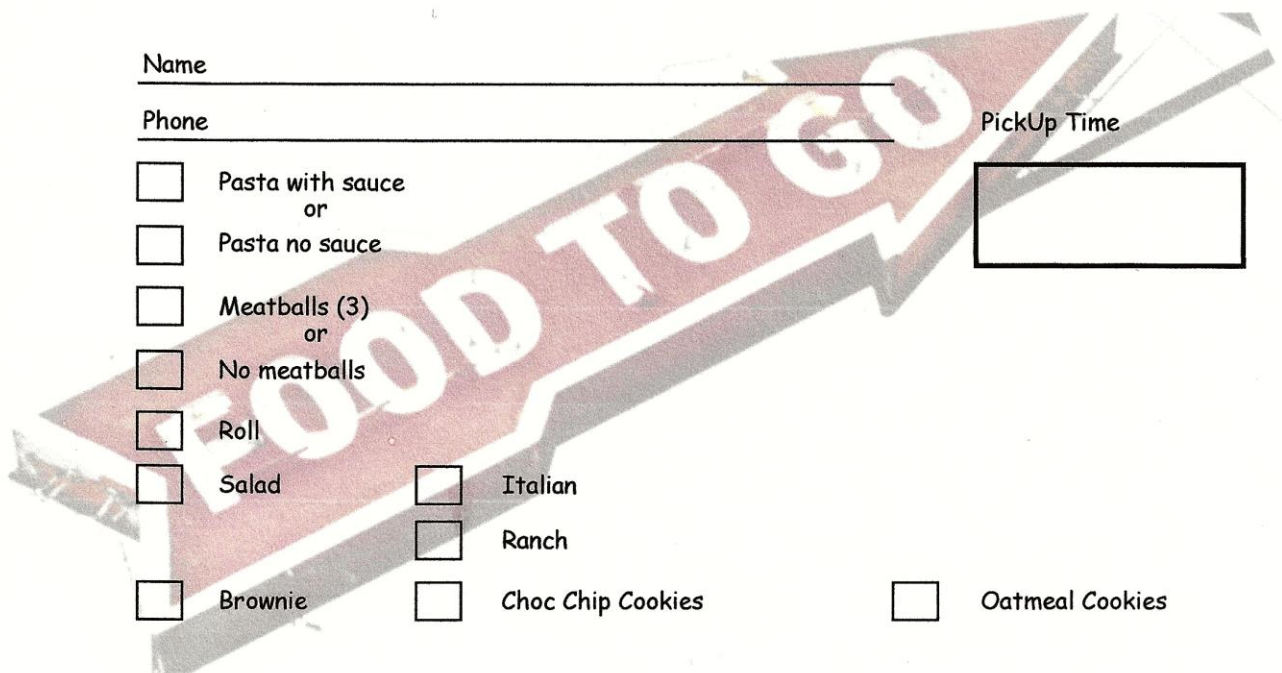 Name
Phone
PickUp Time
Pasta with sauce
or
Pasta no sauce
Meatballs (3)
or
No meatballs
Roll
Salad Italian
Ranch
Brownie Choc Chip Cookies Oatmeal Cookies
FOOD TO GO